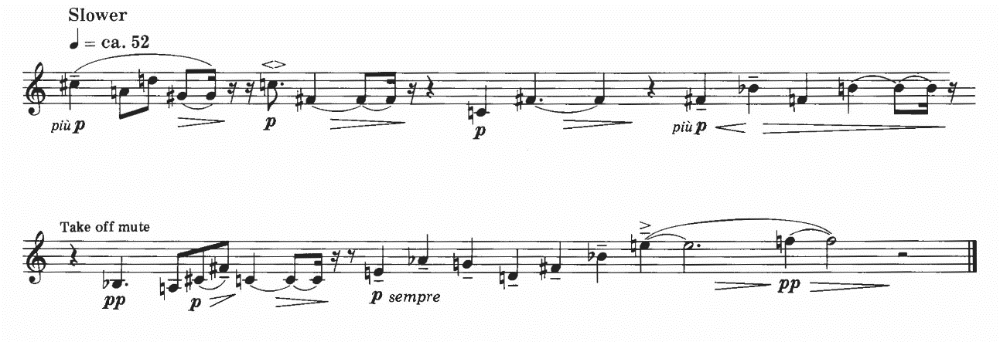 Slower
♩ = ca. 52
più p p p più p
Take off mute
pp p p sempre pp